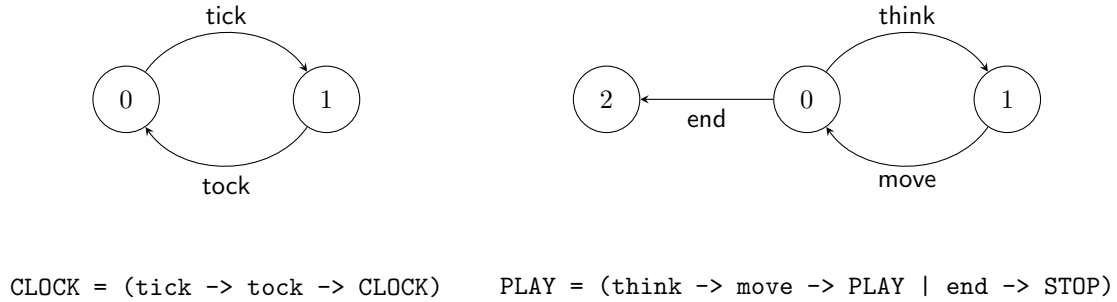 tick
0
1
tock
think
2
0
1
end
move
CLOCK = (tick -> tock -> CLOCK)
PLAY = (think -> move -> PLAY | end -> STOP)